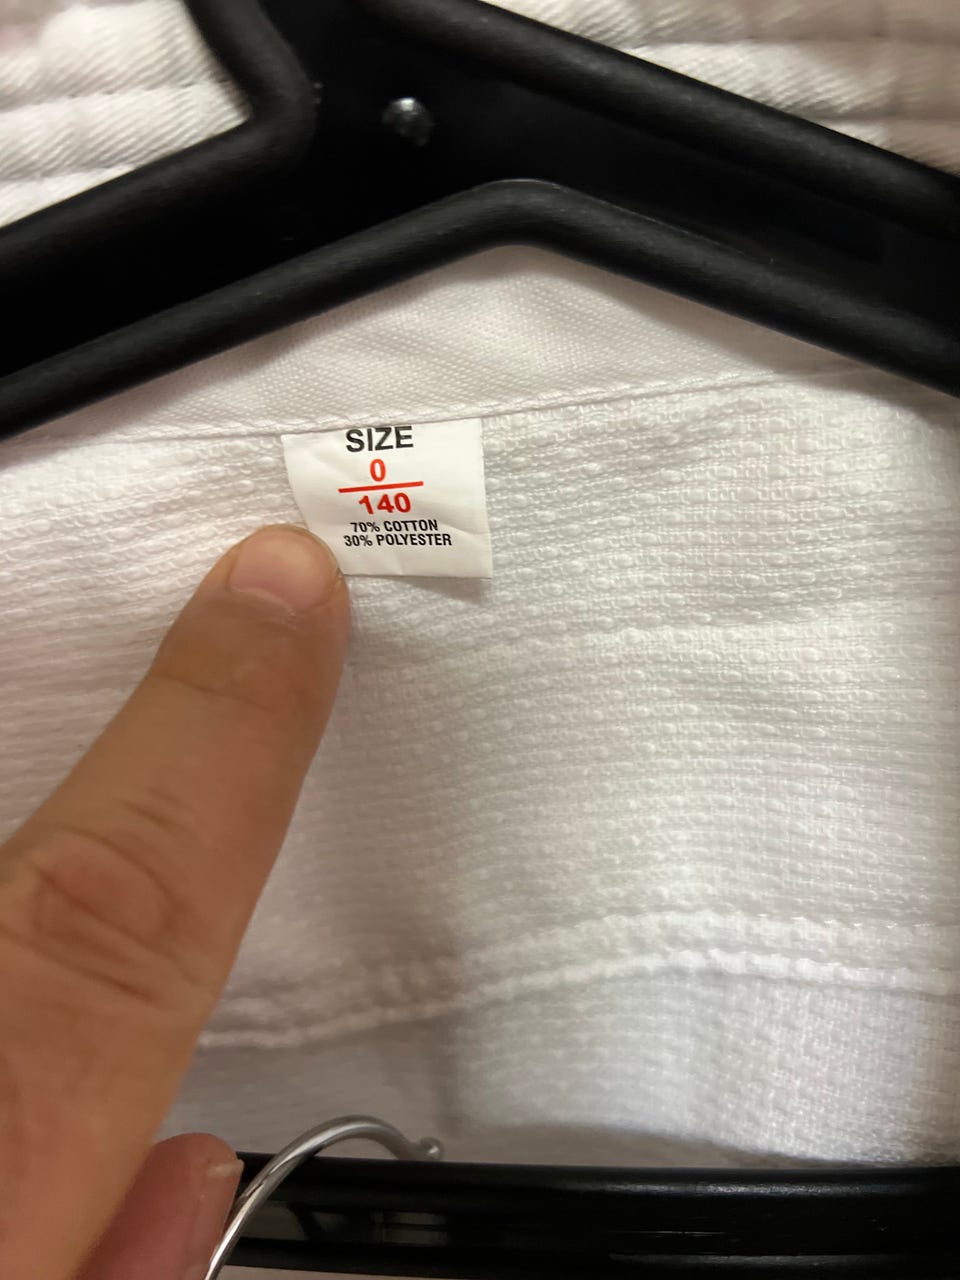 SIZE
0
140
70% COTTON
30% POLYESTER